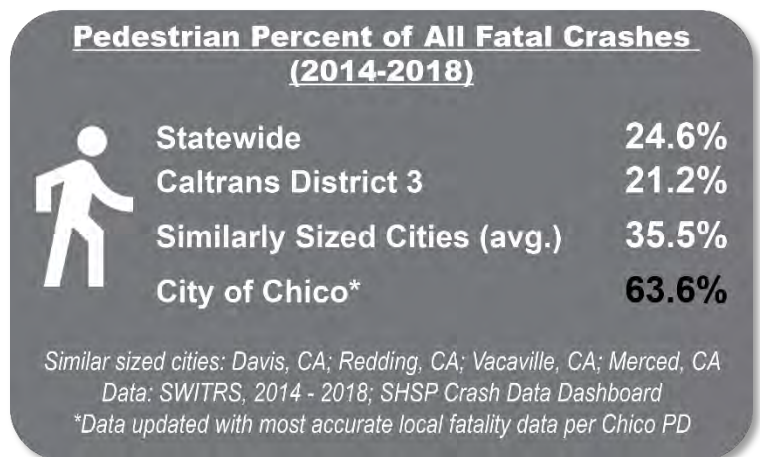 Pedestrian Percent of All Fatal Crashes
(2014-2018)
Statewide 24.6%
Caltrans District 3 21.2%
Similarly Sized Cities (avg.) 35.5%
City of Chico* 63.6%
Similar sized cities: Davis, CA; Redding, CA; Vacaville, CA; Merced, CA
Data: SWITRS, 2014 - 2018; SHSP Crash Data Dashboard
*Data updated with most accurate local fatality data per Chico PD